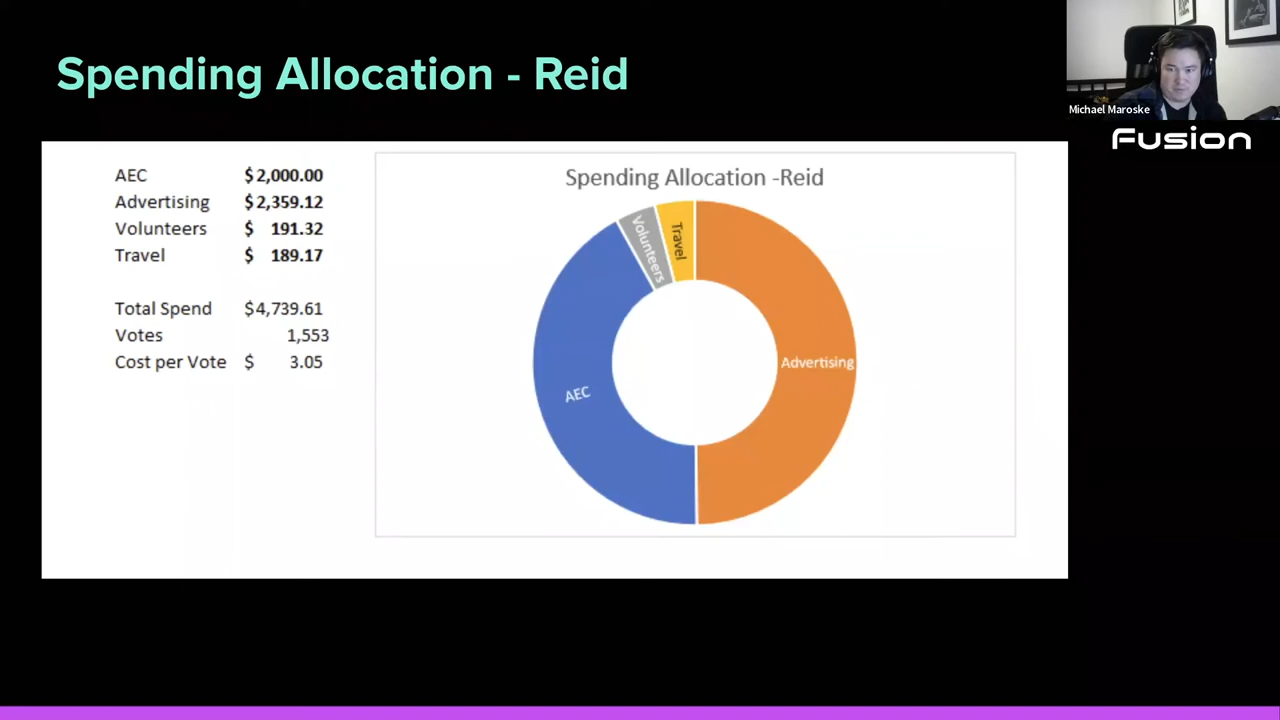 Spending Allocation - Reid
Michael Maroske
Fusion
AEC $ 2,000.00
Advertising $ 2,359.12
Volunteers $ 191.32
Travel $ 189.17
Total Spend $4,739.61
Votes 1,553
Cost per Vote $ 3.05
Spending Allocation -Reid
Volunteers
Travel
Advertising
AEC